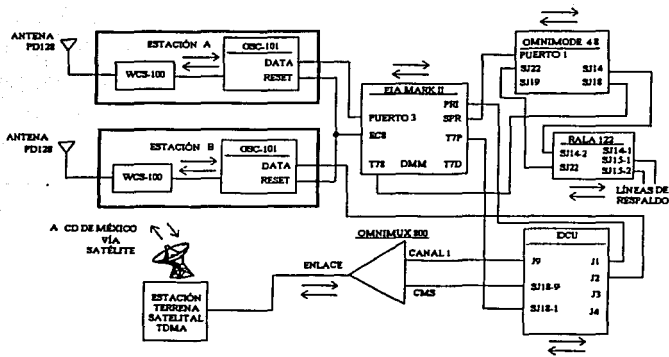 ANTENA
PD128
ESTACIÓN A
OSC-101
DATA
RESET
WCS-100
ANTENA
PD128
ESTACIÓN B
OSC-101
DATA
RESET
WCS-100
EIA MARK II
PUERTO 3
EC8
T78
DMM
PRI
SPR
T7P
T7D
OMNIMODE 48
PUERTO 1
SJ22
SJ19
SJ14
SJ18
RALA 122
SJ14-2
SJ22
SJ14-1
SJ15-1
SJ15-2
LÍNEAS DE
RESPALDO
A CD DE MÉXICO
VÍA
SATÉLITE
ESTACIÓN
TERRENA
SATELITAL
TDMA
ENLACE
OMNIMUX 800
CANAL 1
CMS
J9
SJ18-9
SJ18-1
J1
J2
J3
J4